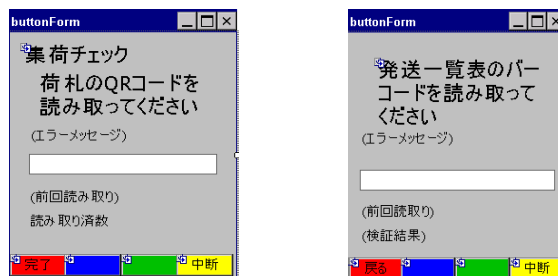 buttonForm
集荷チェック
荷札のQRコードを
読み取ってください
(エラーメッセージ)
(前回読み取り)
読み取り済数
完了
中断
buttonForm
発送一覧表のバー
コードを読み取って
ください
(エラーメッセージ)
(前回読取り)
(検証結果)
戻る
中断